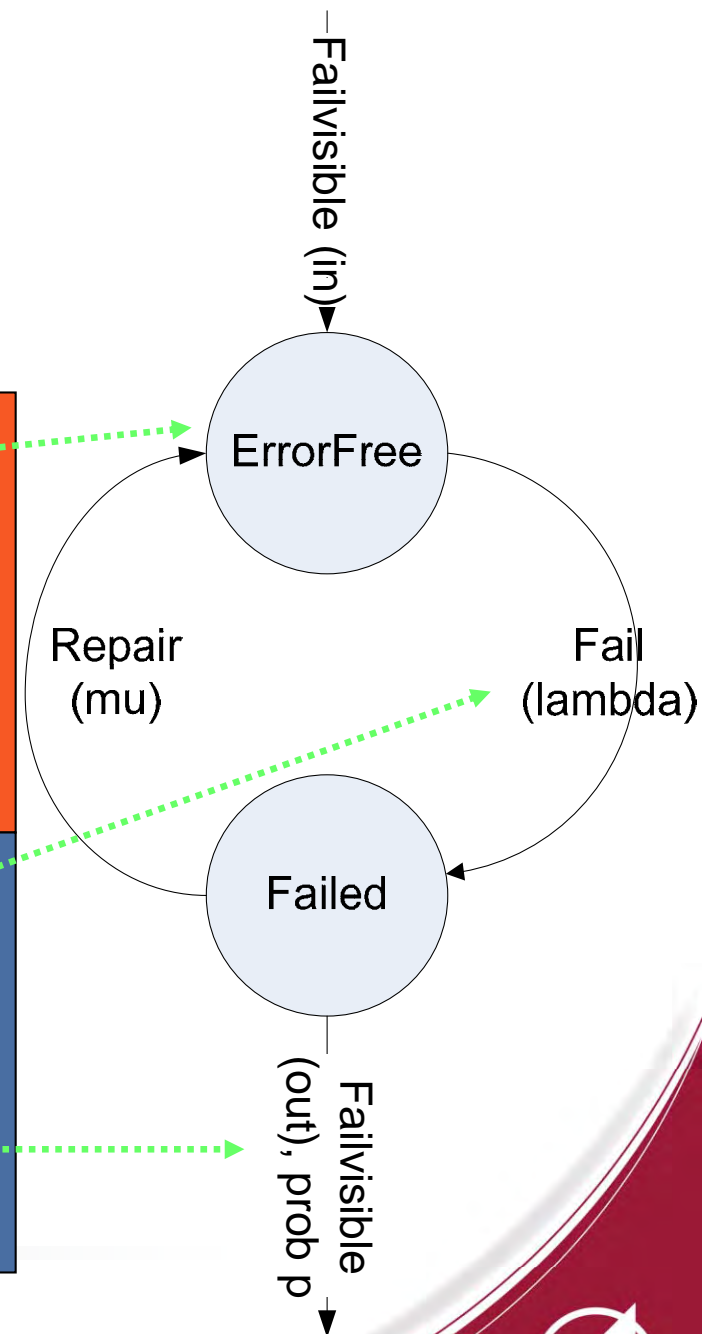 Failvisible (in)
ErrorFree
Repair
(mu)
Fail
(lambda)
Failed
Failvisible
(out), prob p